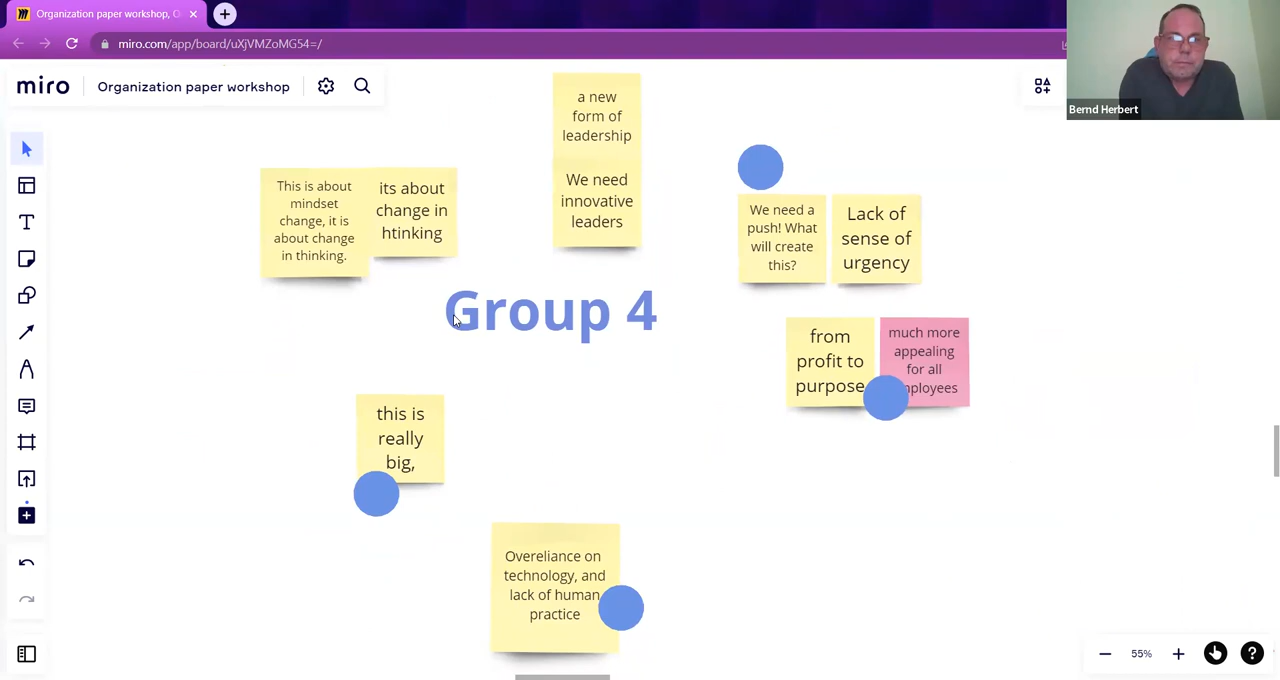 Organization paper workshop, O
miro.com/app/board/uXjVMZoMG54=/
miro
Organization paper workshop
Bernd Herbert
a new
form of
leadership
We need
innovative
leaders
This is about
mindset
change, it is
about change
in thinking.
its about
change in
htinking
We need a
push! What
will create
this?
Lack of
sense of
urgency
Group 4
from
profit to
purpose
much more
appealing
for all
mployees
this is
really
big,
Overeliance on
technology, and
lack of human
practice
55%